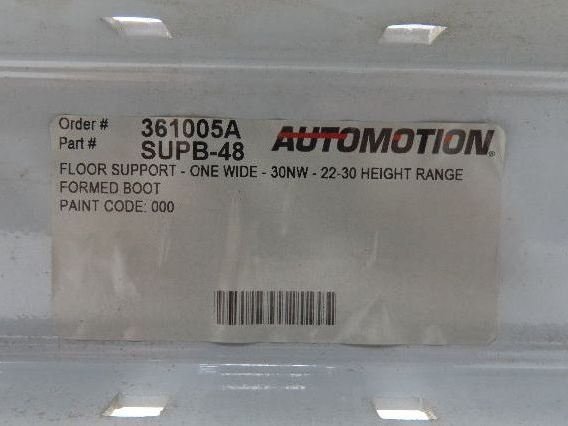 Order # 361005A
Part # SUPB-48
AUTOMOTION®
FLOOR SUPPORT - ONE WIDE - 30NW - 22-30 HEIGHT RANGE
FORMED BOOT
PAINT CODE: 000